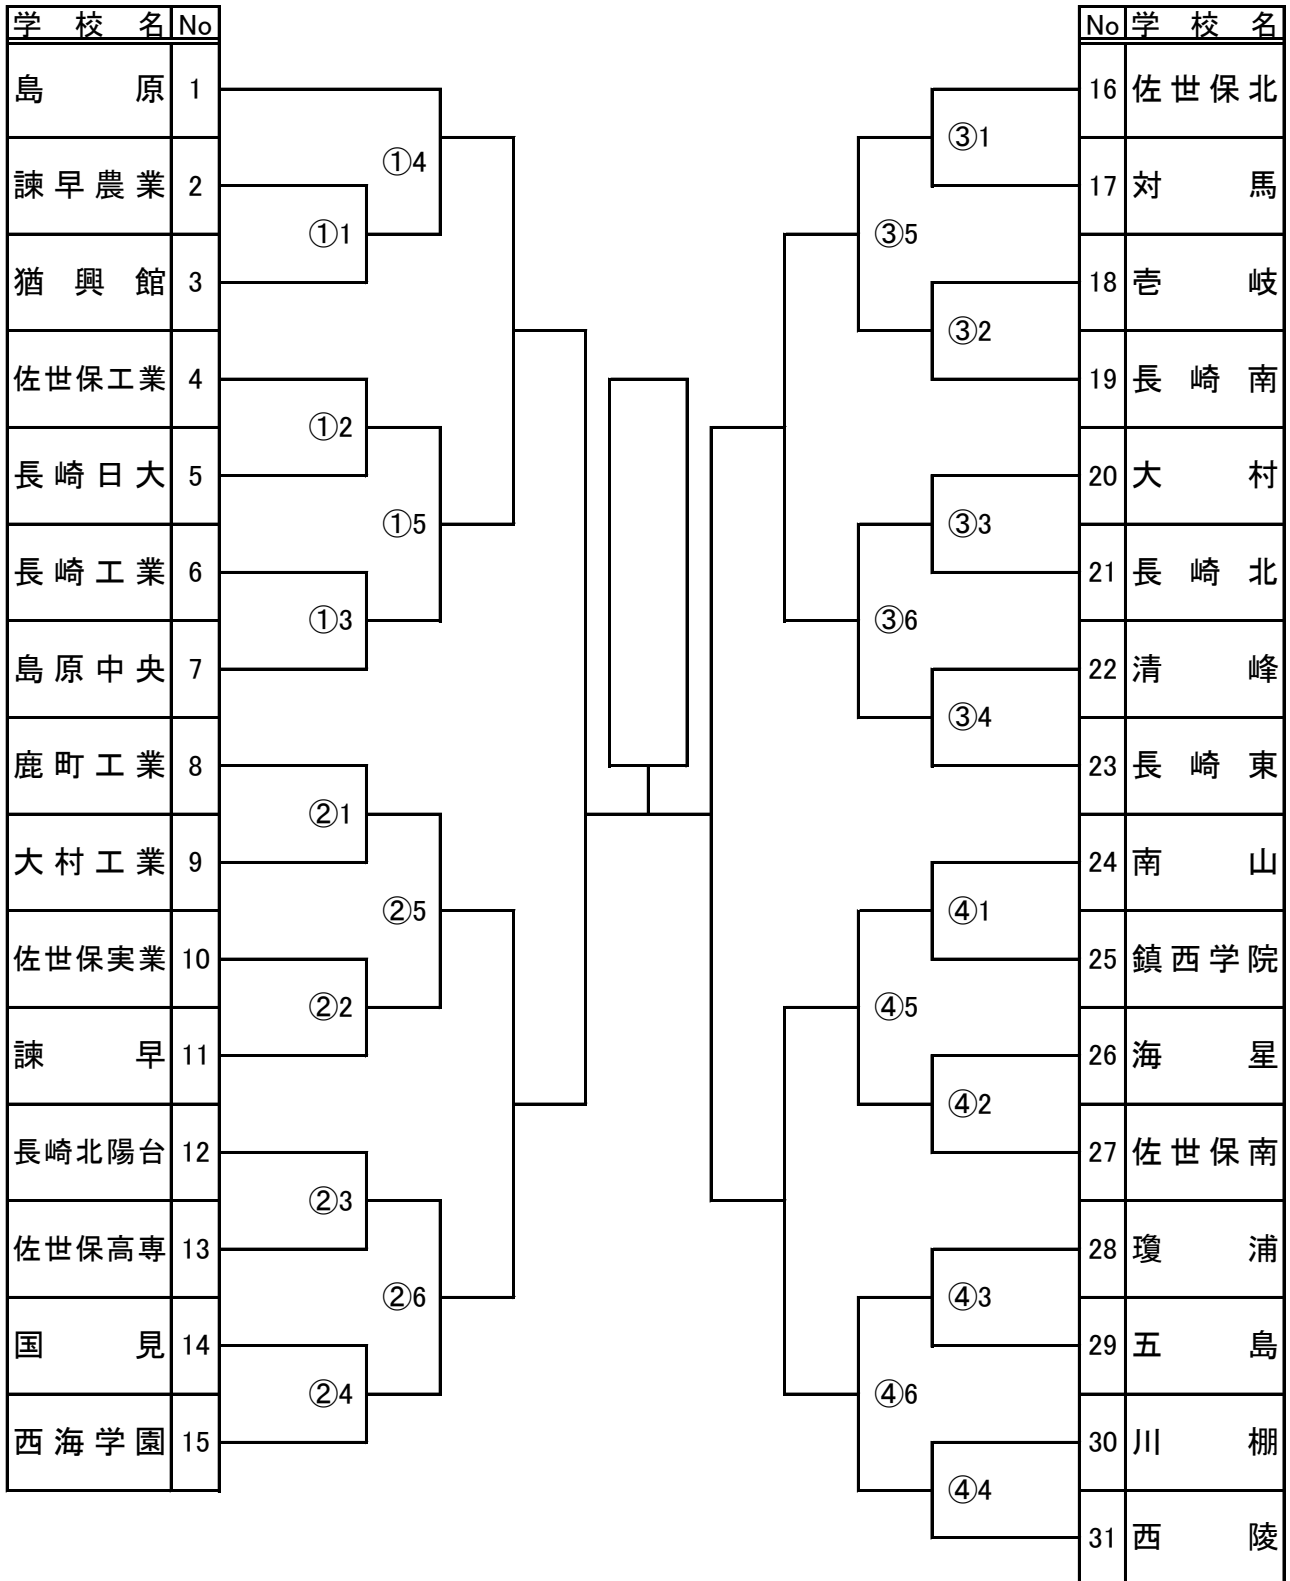 学校名 No
島原 1
諫早農業 2
猶興館 3
佐世保工業 4
長崎日大 5
長崎工業 6
島原中央 7
鹿町工業 8
大村工業 9
佐世保実業 10
諫早 11
長崎北陽台 12
佐世保高専 13
国見 14
西海学園 15
①4
①1
①2
①5
①3
②1
②5
②2
②3
②6
②4
③1
③5
③2
③3
③6
③4
④1
④5
④2
④3
④6
④4
No 学校名
16 佐世保北
17 対馬
18 壱岐
19 長崎南
20 大村
21 長崎北
22 清峰
23 長崎東
24 南山
25 鎮西学院
26 海星
27 佐世保南
28 瓊浦
29 五島
30 川棚
31 西陵